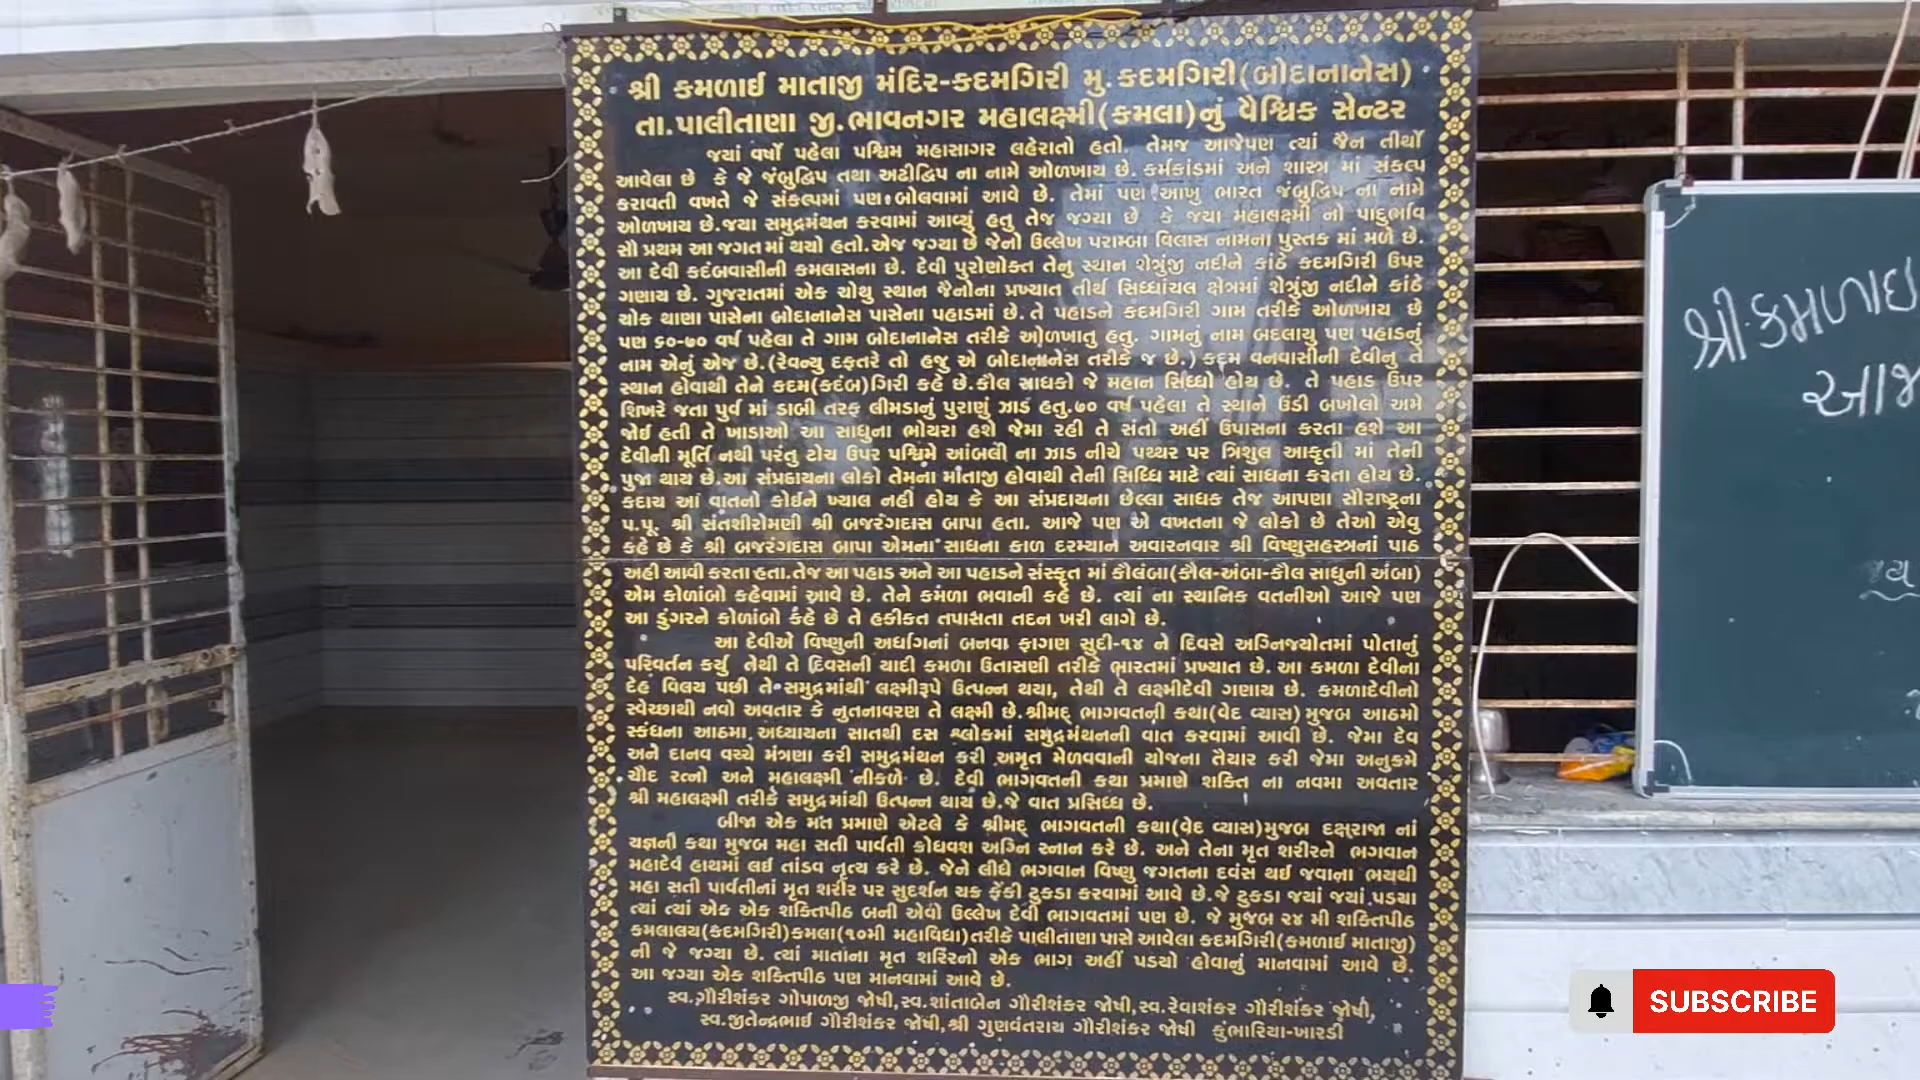 શ્રી કમળાઈ માતાજી મંદિર-કદમગિરી મુ.કદમગિરી(બોદાનાનેસ)
તા.પાલીતાણા જી.ભાવનગર મહાલક્ષ્મી(કમલા)નું વૈશ્વિક સેન્ટર
જયાં વર્ષો પહેલા પશ્ચિમ મહાસાગર લહેરાતો હતો. તેમજ આજેપણ ત્યાં જૈન તીર્થો
આવેલા છે કે જે જંબુદ્વિપ તથા અઢીદ્વિપ ના નામે ઓળખાય છે. કર્મકાંડમાં અને શાસ્ત્ર માં સંકલ્પ
કરાવતી વખતે જે સંકલ્પમાં પણ બોલવામાં આવે છે. તેમાં પણ આખુ ભારત જંબુદ્વિપ ના નામે
ઓળખાય છે.જયા સમુદ્રમંથન કરવામાં આવ્યું હતુ તેજ જગ્યા છે કે જયા મહાલક્ષ્મી નો પાદુર્ભાવ
સૌ પ્રથમ આ જગત માં થયો હતો.એજ જગ્યા છે જેનો ઉલ્લેખ પરામ્બા વિલાસ નામના પુસ્તક માં મળે છે.
આ દેવી કદંબવાસીની કમલાસના છે. દેવી પુરોણોક્ત તેનુ સ્થાન શેત્રુંજી નદીને કાંઠે કદમગિરી ઉપર
ગણાય છે. ગુજરાતમાં એક ચોથુ સ્થાન જૈનોના પ્રખ્યાત તીર્થ સિધ્ધાંચલ ક્ષેત્રમાં શેત્રુંજી નદીને કાંઠે
ચોક થાણા પાસેના બોદાનાનેસ પાસેના પહાડમાં છે. તે પહાડને કદમગિરી ગામ તરીકે ઓળખાય છે
પણ ૬૦-૭૦ વર્ષ પહેલા તે ગામ બોદાનાનેસ તરીકે ઓળખાતુ હતુ. ગામનું નામ બદલાયુ પણ પહાડનું
નામ એનું એજ છે.(રેવન્યુ દફતરે તો હજુ એ બોદાનાનેસ તરીકે જ છે.) કદમ વનવાસીની દેવીનુ તે
સ્થાન હોવાથી તેને કદમ(કદંબ)ગિરી કહે છે.કૌલ સાધકો જે મહાન સિધ્ધો હોય છે. તે પહાડ ઉપર
શિખરે જતા પુર્વ માં ડાબી તરફ લીમડાનું પુરાણું ઝાડ હતુ.૭૦ વર્ષ પહેલા તે સ્થાને ઉંડી બખોલો અમે
જોઈ હતી તે ખાડાઓ આ સાધુના ભોયરા હશે જેમા રહી તે સંતો અહીં ઉપાસના કરતા હશે આ
દેવીની મૂર્તિ નથી પરંતુ ટોચ ઉપર પશ્ચિમે આંબલી ના ઝાડ નીચે પથ્થર પર ત્રિશુલ આકૃતી માં તેની
પુજા થાય છે.આ સંપ્રદાયના લોકો તેમના માતાજી હોવાથી તેની સિધ્ધિ માટે ત્યાં સાધના કરતા હોય છે.
કદાચ આ વાતનો કોઈને ખ્યાલ નહીં હોય કે આ સંપ્રદાયના છેલ્લા સાધક તેજ આપણા સૌરાષ્ટ્રના
પ.પૂ. શ્રી સંતશીરોમણી શ્રી બજરંગદાસ બાપા હતા. આજે પણ એ વખતના જે લોકો છે તેઓ એવુ
કહે છે કે શ્રી બજરંગદાસ બાપા એમના સાધના કાળ દરમ્યાને અવારનવાર શ્રી વિષ્ણુસહસ્ત્રનાં પાઠ
અહી આવી કરતા હતા.તેજ આ પહાડ અને આ પહાડને સંસ્કૃત માં કૌલંબા(કૌલ-અંબા-કૌલ સાધુની અંબા)
એમ કોળાંબો કહેવામાં આવે છે. તેને કમળા ભવાની કહે છે. ત્યાં ના સ્થાનિક વતનીઓ આજે પણ
આ ડુંગરને કોળાંબો કહે છે તે હકીકત તપાસતા તદન ખરી લાગે છે.
આ દેવીએ વિષ્ણુની અર્ધાગનાં બનવા ફાગણ સુદી-૧૪ ને દિવસે અગ્નિજ્યોતમાં પોતાનું
પરિવર્તન કર્યુ તેથી તે દિવસની યાદી કમળા ઉતાસણી તરીકે ભારતમાં પ્રખ્યાત છે. આ કમળા દેવીના
દેહ વિલય પછી તે સમુદ્રમાંથી લક્ષ્મીરૂપે ઉત્પન્ન થયા, તેથી તે લક્ષ્મીદેવી ગણાય છે. કમળાદેવીનો
સ્વેચ્છાથી નવો અવતાર કે નુતનાવરણ તે લક્ષ્મી છે.શ્રીમદ્ ભાગવતની કથા(વેદ વ્યાસ)મુજબ આઠમો
સ્કંધના આઠમા અધ્યાયના સાતથી દસ શ્લોકમાં સમુદ્રમંથનની વાત કરવામાં આવી છે. જેમા દેવ
અને દાનવ વચ્ચે મંત્રણા કરી સમુદ્રમંથન કરી અમૃત મેળવવાની યોજના તૈયાર કરી જેમા અનુક્રમે
ચૌદ રત્નો અને મહાલક્ષ્મી નીકળે છે. દેવી ભાગવતની કથા પ્રમાણે શક્તિ ના નવમા અવતાર
શ્રી મહાલક્ષ્મી તરીકે સમુદ્રમાંથી ઉત્પન્ન થાય છે.જે વાત પ્રસિધ્ધ છે.
બીજા એક મત પ્રમાણે એટલે કે શ્રીમદ્ ભાગવતની કથા(વેદ વ્યાસ)મુજબ દક્ષરાજા નાં
યજ્ઞની કથા મુજબ મહા સતી પાર્વતી ક્રોધવશ અગ્નિ સ્નાન કરે છે. અને તેના મૃત શરીરને ભગવાન
મહાદેવ હાથમાં લઈ તાંડવ નૃત્ય કરે છે. જેને લીધે ભગવાન વિષ્ણુ જગતના દવંસ થઈ જવાના ભયથી
મહા સતી પાર્વતીનાં મૃત શરીર પર સુદર્શન ચક્ર ફેંકી ટુકડા કરવામાં આવે છે.જે ટુકડા જયાં જયાં પડયા
ત્યાં ત્યાં એક એક શક્તિપીઠ બની એવો ઉલ્લેખ દેવી ભાગવતમાં પણ છે. જે મુજબ ૨૪ મી શક્તિપીઠ
કમલાલય(કદમગિરી)કમલા(૧૦મી મહાવિધા)તરીકે પાલીતાણા પાસે આવેલા કદમગિરી(કમળાઈ માતાજી)
ની જે જગ્યા છે. ત્યાં માતાના મૃત શરિરનો એક ભાગ અહીં પડયો હોવાનું માનવામાં આવે છે.
આ જગ્યા એક શક્તિપીઠ પણ માનવામાં આવે છે.
સ્વ.ગૌરીશંકર ગોપાળજી જોષી,સ્વ.શાંતાબેન ગૌરીશંકર જોષી,સ્વ.રેવાશંકર ગૌરીશંકર જોષી,
સ્વ.જીતેન્દ્રભાઈ ગૌરીશંકર જોષી,શ્રી ગુણવંતરાય ગૌરીશંકર જોષી કુંભારિયા-ખારડી
શ્રી કમળાઈ
આજ
જય
SUBSCRIBE